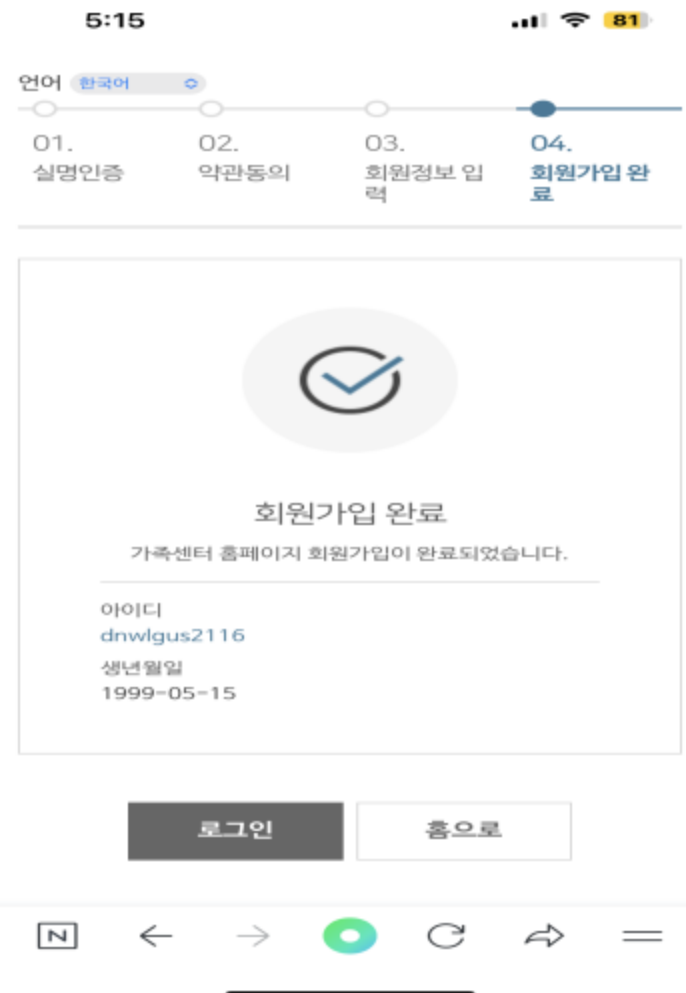 5:15
81
언어 한국어
01.
실명인증
02.
약관동의
03.
회원정보 입
력
04.
회원가입 완
료
회원가입 완료
가족센터 홈페이지 회원가입이 완료되었습니다.
아이디
dnwlgus2116
생년월일
1999-05-15
로그인
홈으로
N